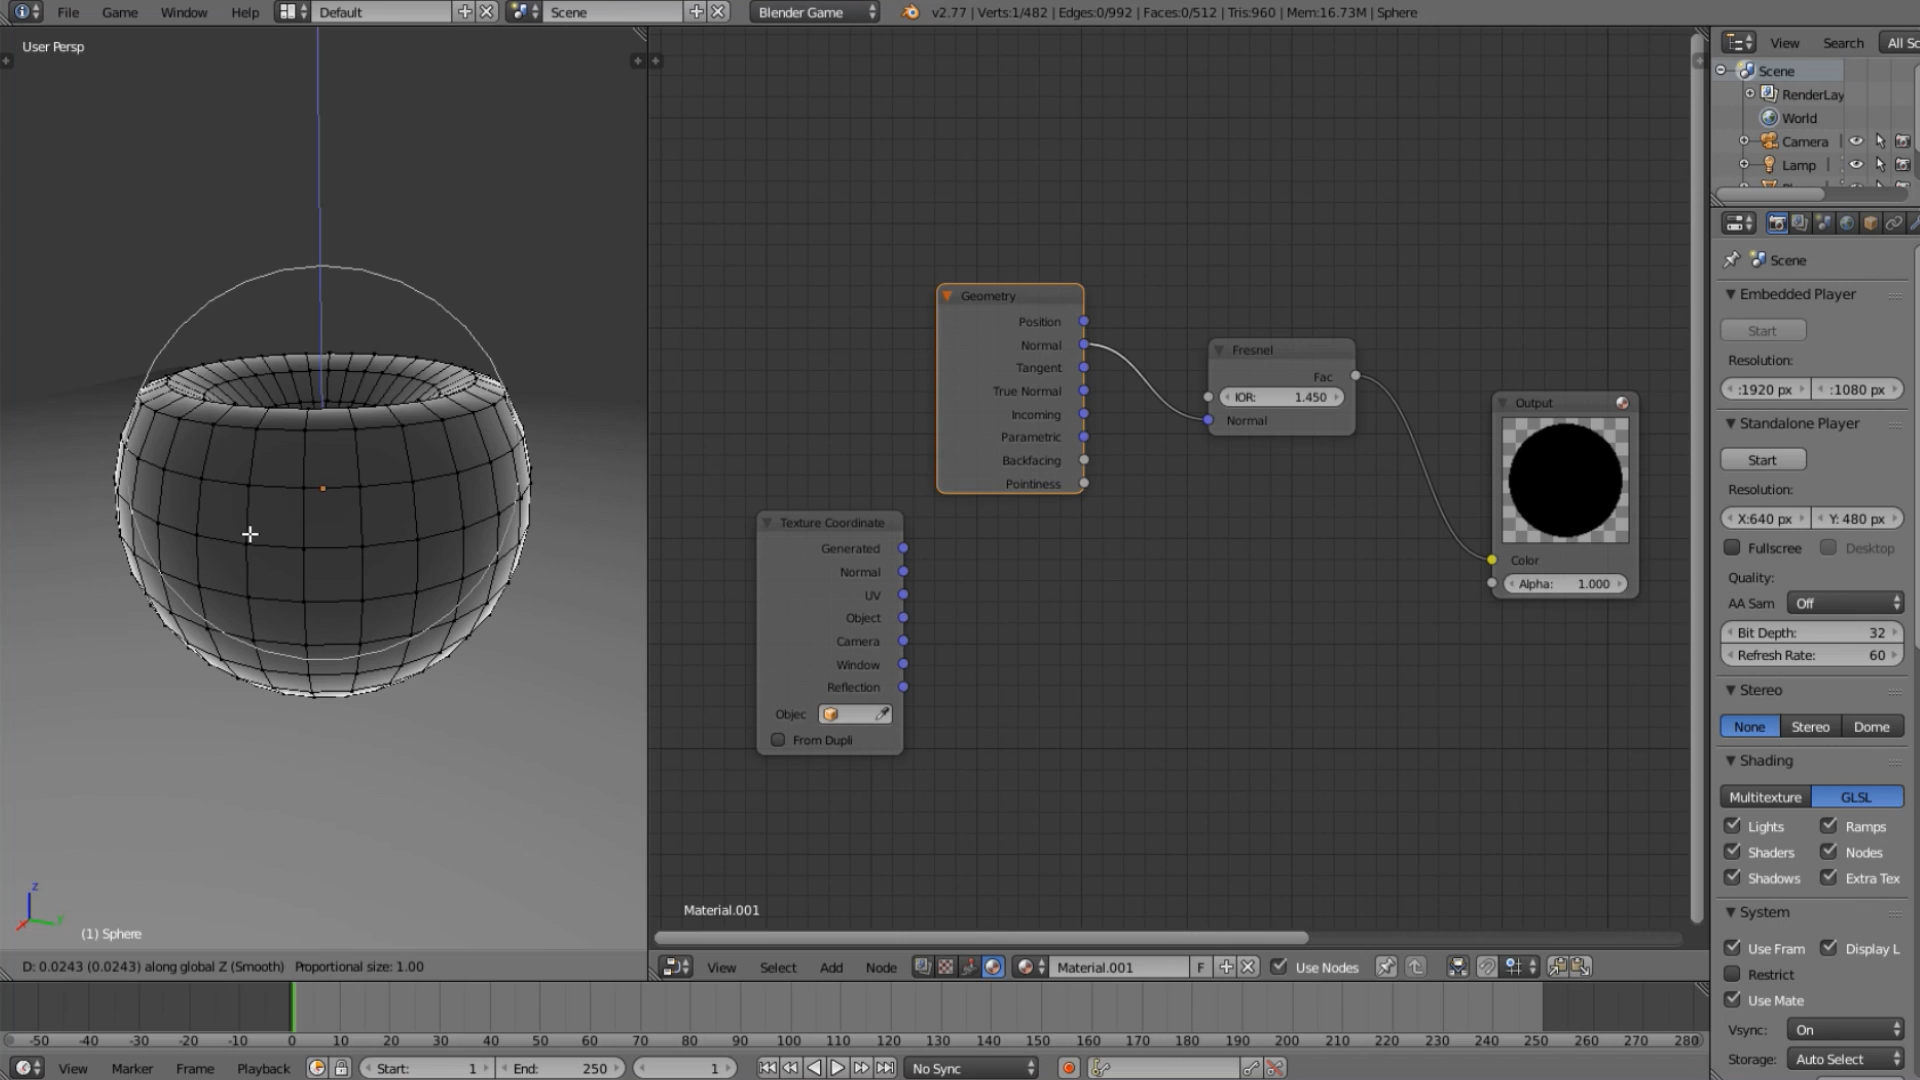 File Game Window Help Default Scene Blender Game v2.77 | Verts:1/482 | Edges:0/992 | Faces:0/512 | Tris:960 | Mem:16.73M | Sphere
User Persp
View Search All Sc
Scene
RenderLay
World
Camera
Lamp
Scene
Embedded Player
Start
Resolution:
:1920 px :1080 px
Standalone Player
Start
Resolution:
X:640 px Y: 480 px
Fullscree Desktop
Quality:
AA Sam Off
Bit Depth: 32
Refresh Rate: 60
Stereo
None Stereo Dome
Shading
Multitexture GLSL
Lights Ramps
Shaders Nodes
Shadows Extra Tex
System
Use Fram Display L
Restrict
Use Mate
Vsync: On
Storage: Auto Select
Geometry
Position
Normal
Tangent
True Normal
Incoming
Parametric
Backfacing
Pointiness
Fresnel
Fac
IOR: 1.450
Normal
Output
Color
Alpha: 1.000
Texture Coordinate
Generated
Normal
UV
Object
Camera
Window
Reflection
Objec
From Dupli
Material.001
z
y
x
(1) Sphere
D: 0.0243 (0.0243) along global Z (Smooth) Proportional size: 1.00
View Select Add Node Material.001 F Use Nodes
-50 -40 -30 -20 -10 0 10 20 30 40 50 60 70 80 90 100 110 120 130 140 150 160 170 180 190 200 210 220 230 240 250 260 270 280
View Marker Frame Playback Start: 1 End: 250 1 No Sync